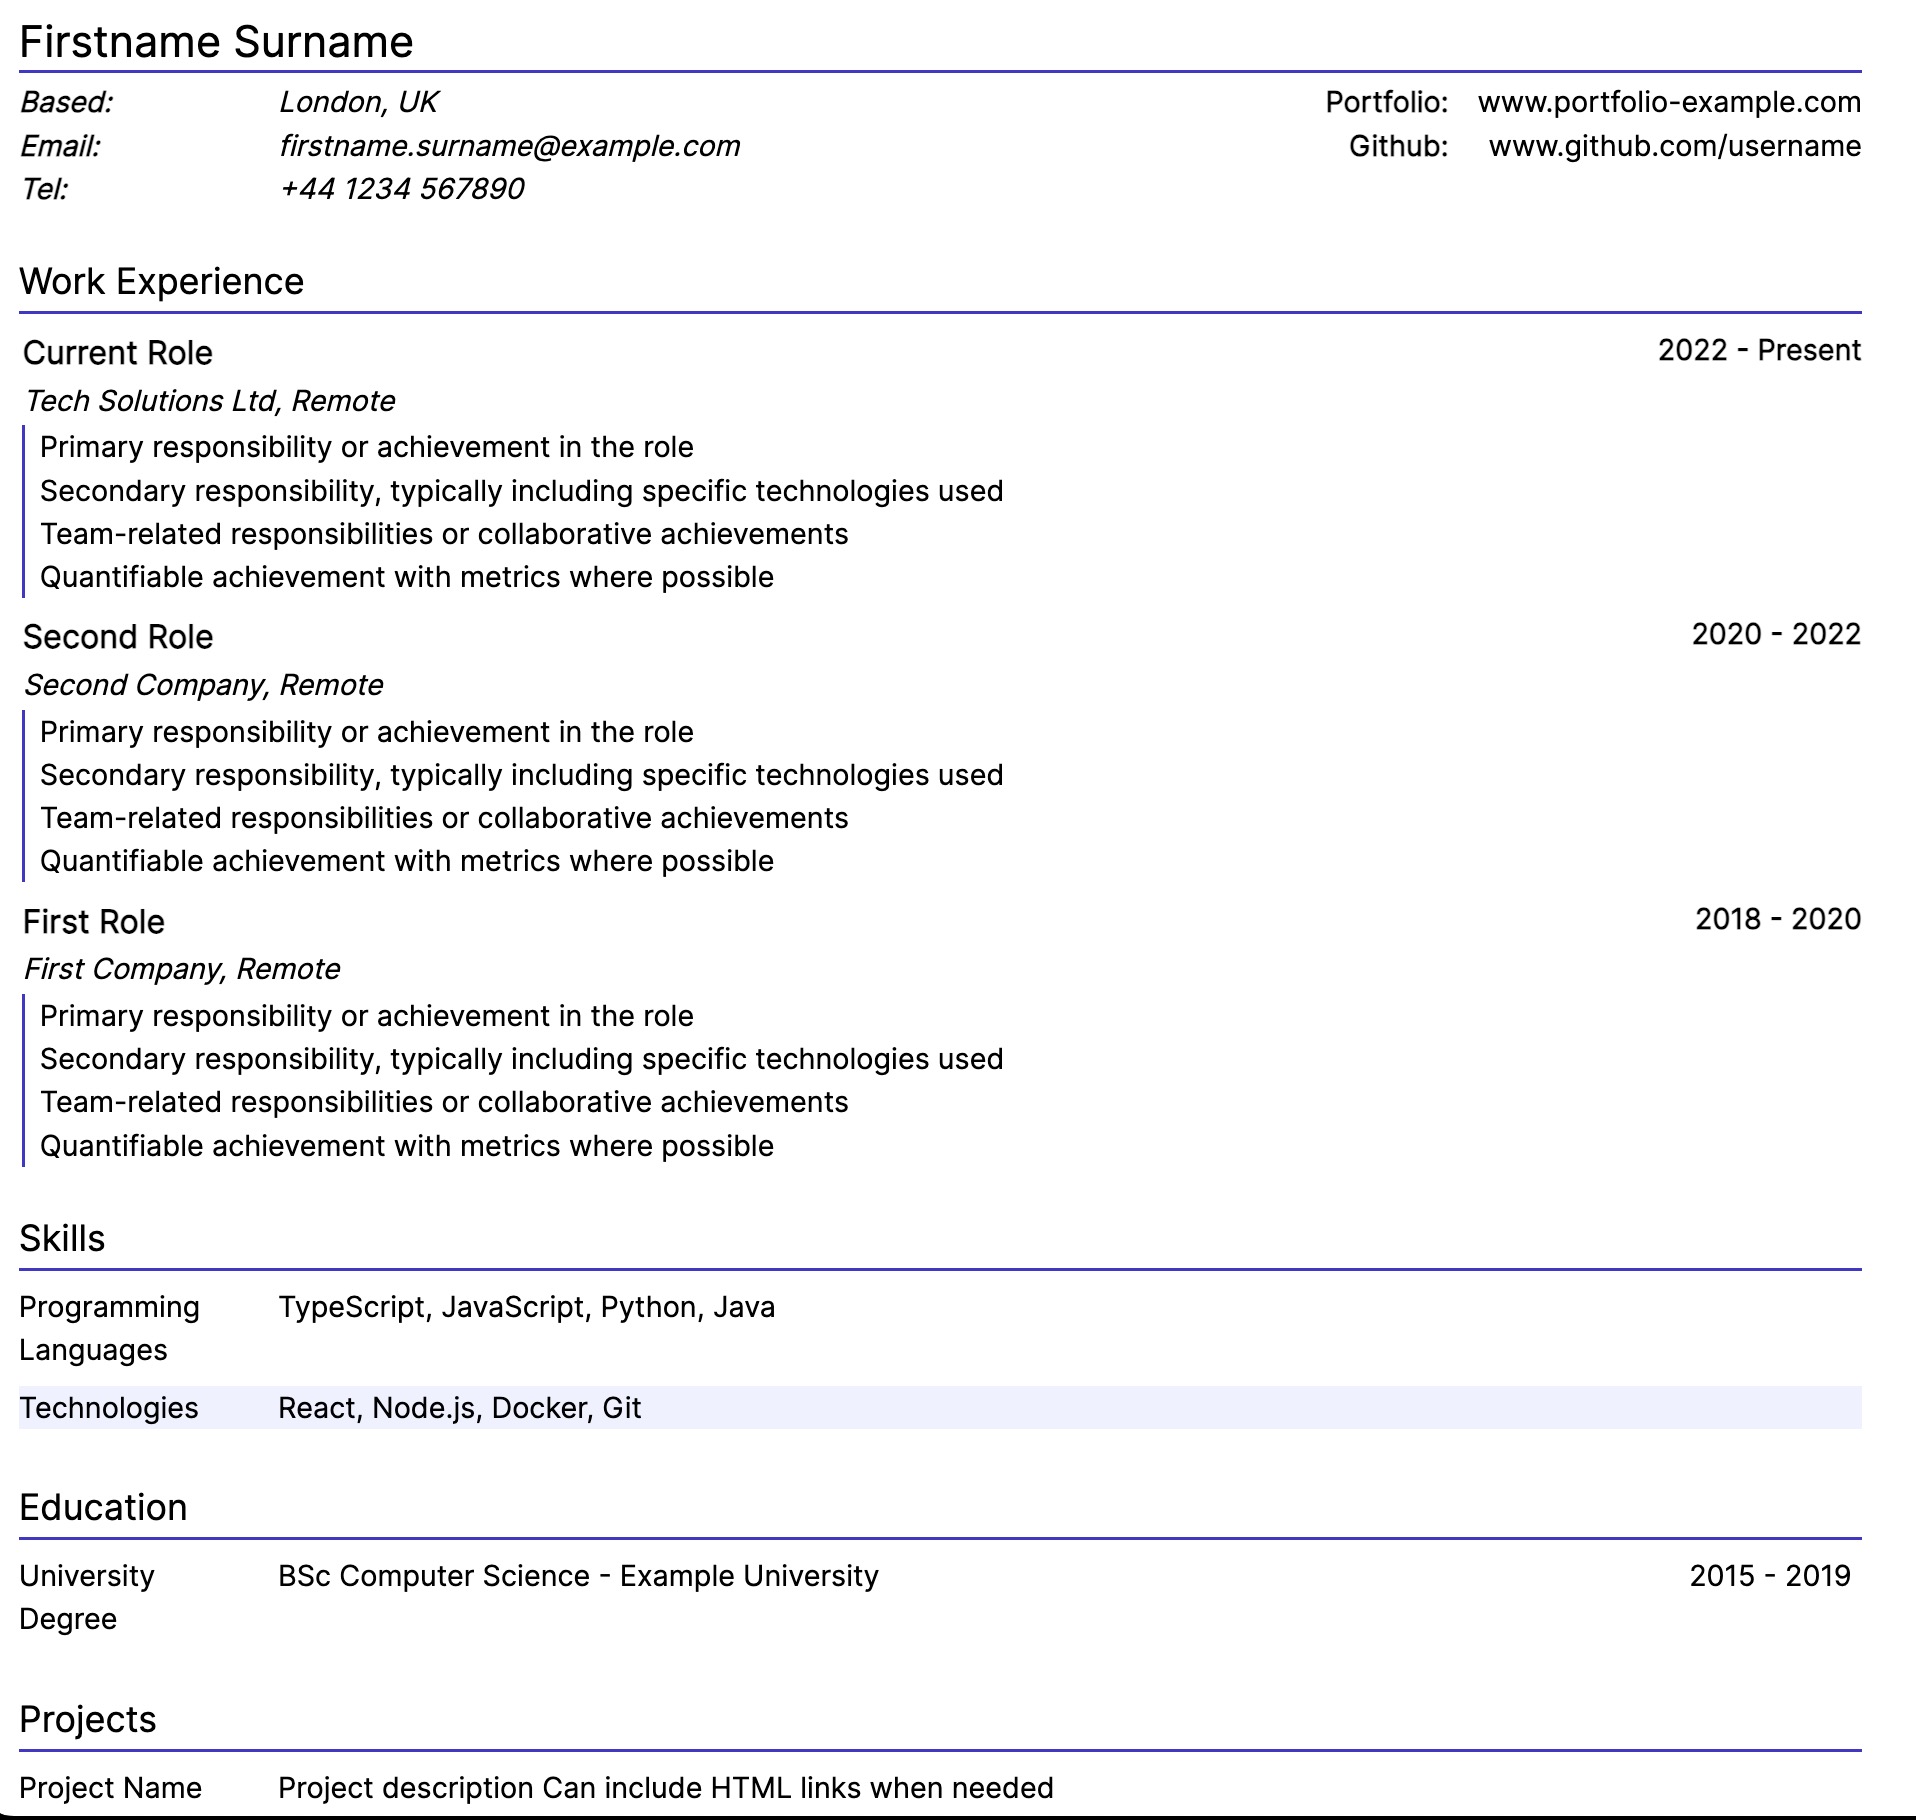 Firstname Surname
Based: London, UK Portfolio: www.portfolio-example.com
Email: firstname.surname@example.com Github: www.github.com/username
Tel: +44 1234 567890
Work Experience
Current Role 2022 - Present
Tech Solutions Ltd, Remote
Primary responsibility or achievement in the role
Secondary responsibility, typically including specific technologies used
Team-related responsibilities or collaborative achievements
Quantifiable achievement with metrics where possible
Second Role 2020 - 2022
Second Company, Remote
Primary responsibility or achievement in the role
Secondary responsibility, typically including specific technologies used
Team-related responsibilities or collaborative achievements
Quantifiable achievement with metrics where possible
First Role 2018 - 2020
First Company, Remote
Primary responsibility or achievement in the role
Secondary responsibility, typically including specific technologies used
Team-related responsibilities or collaborative achievements
Quantifiable achievement with metrics where possible
Skills
Programming TypeScript, JavaScript, Python, Java
Languages
Technologies React, Node.js, Docker, Git
Education
University BSc Computer Science - Example University 2015 - 2019
Degree
Projects
Project Name Project description Can include HTML links when needed